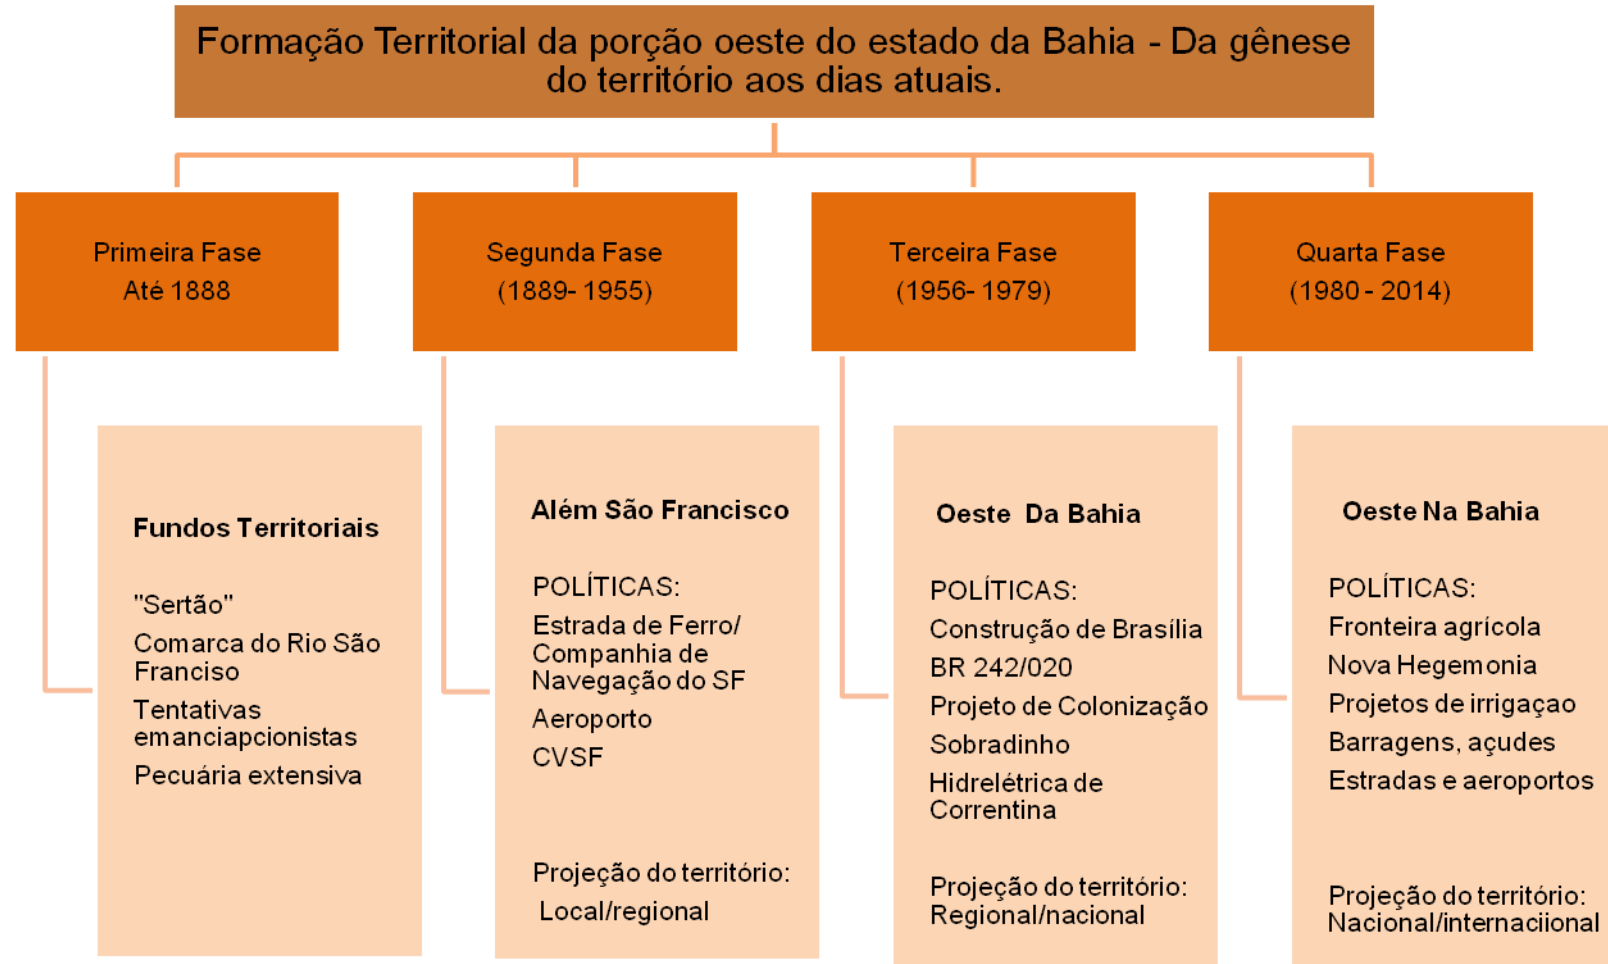 Formação Territorial da porção oeste do estado da Bahia - Da gênese
do território aos dias atuais.
Primeira Fase
Até 1888
Segunda Fase
(1889- 1955)
Terceira Fase
(1956- 1979)
Quarta Fase
(1980 - 2014)
Fundos Territoriais
"Sertão"
Comarca do Rio São
Franciso
Tentativas
emanciapcionistas
Pecuária extensiva
Além São Francisco
POLÍTICAS:
Estrada de Ferro/
Companhia de
Navegação do SF
Aeroporto
CVSF
Projeção do território:
Local/regional
Oeste Da Bahia
POLÍTICAS:
Construção de Brasília
BR 242/020
Projeto de Colonização
Sobradinho
Hidrelétrica de
Correntina
Projeção do território:
Regional/nacional
Oeste Na Bahia
POLÍTICAS:
Fronteira agrícola
Nova Hegemonia
Projetos de irrigaçao
Barragens, açudes
Estradas e aeroportos
Projeção do território:
Nacional/internaciional